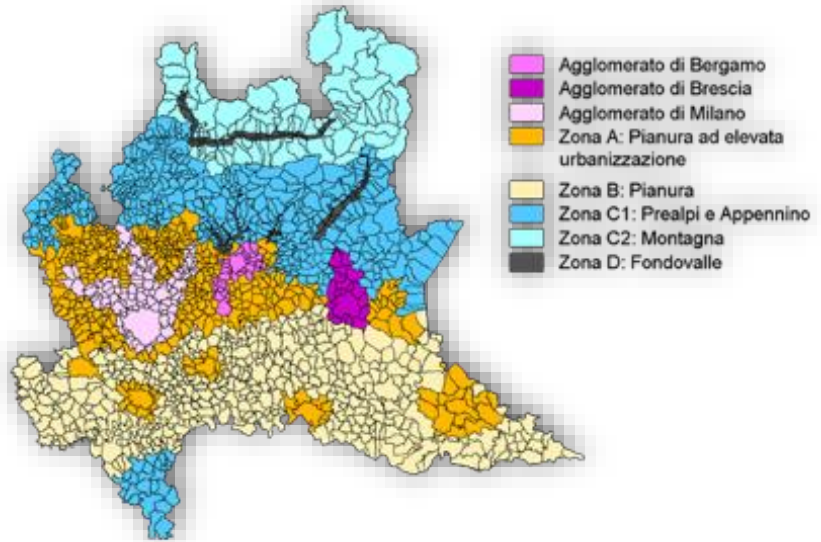 Agglomerato di Bergamo
Agglomerato di Brescia
Agglomerato di Milano
Zona A: Pianura ad elevata
urbanizzazione
Zona B: Pianura
Zona C1: Prealpi e Appennino
Zona C2: Montagna
Zona D: Fondovalle